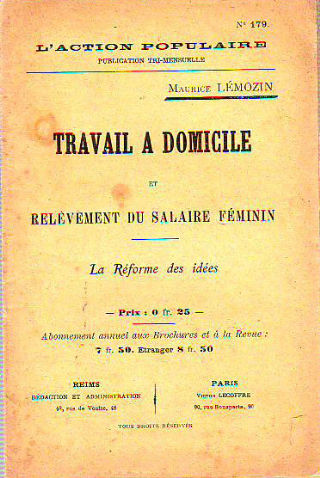 N° 179.
L'ACTION POPULAIRE
PUBLICATION TRI-MENSUELLE
MAURICE LÉMOZIN
TRAVAIL A DOMICILE
ET
RELÈVEMENT DU SALAIRE FÉMININ
La Réforme des idées
— Prix : 0 fr. 25 —
Abonnement annuel aux Brochures et à la Revue :
7 fr. 50. Etranger 8 fr. 50
REIMS
RÉDACTION ET ADMINISTRATION
rue de Venise,
PARIS
VICTOR LECOFFRE
90, rue Bonaparte, 90
TOUS DROITS RÉSERVÉS